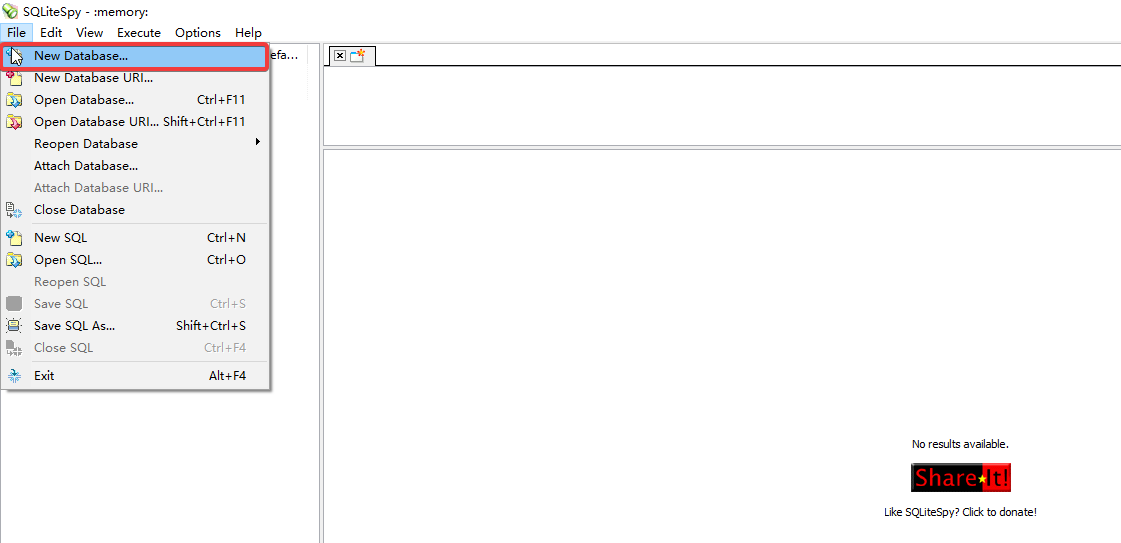 SQLiteSpy - :memory:
File Edit View Execute Options Help
New Database... efa...
New Database URI...
Open Database... Ctrl+F11
Open Database URI... Shift+Ctrl+F11
Reopen Database
Attach Database...
Attach Database URI...
Close Database
New SQL Ctrl+N
Open SQL... Ctrl+O
Reopen SQL
Save SQL Ctrl+S
Save SQL As... Shift+Ctrl+S
Close SQL Ctrl+F4
Exit Alt+F4
No results available.
Share It!
Like SQLiteSpy? Click to donate!